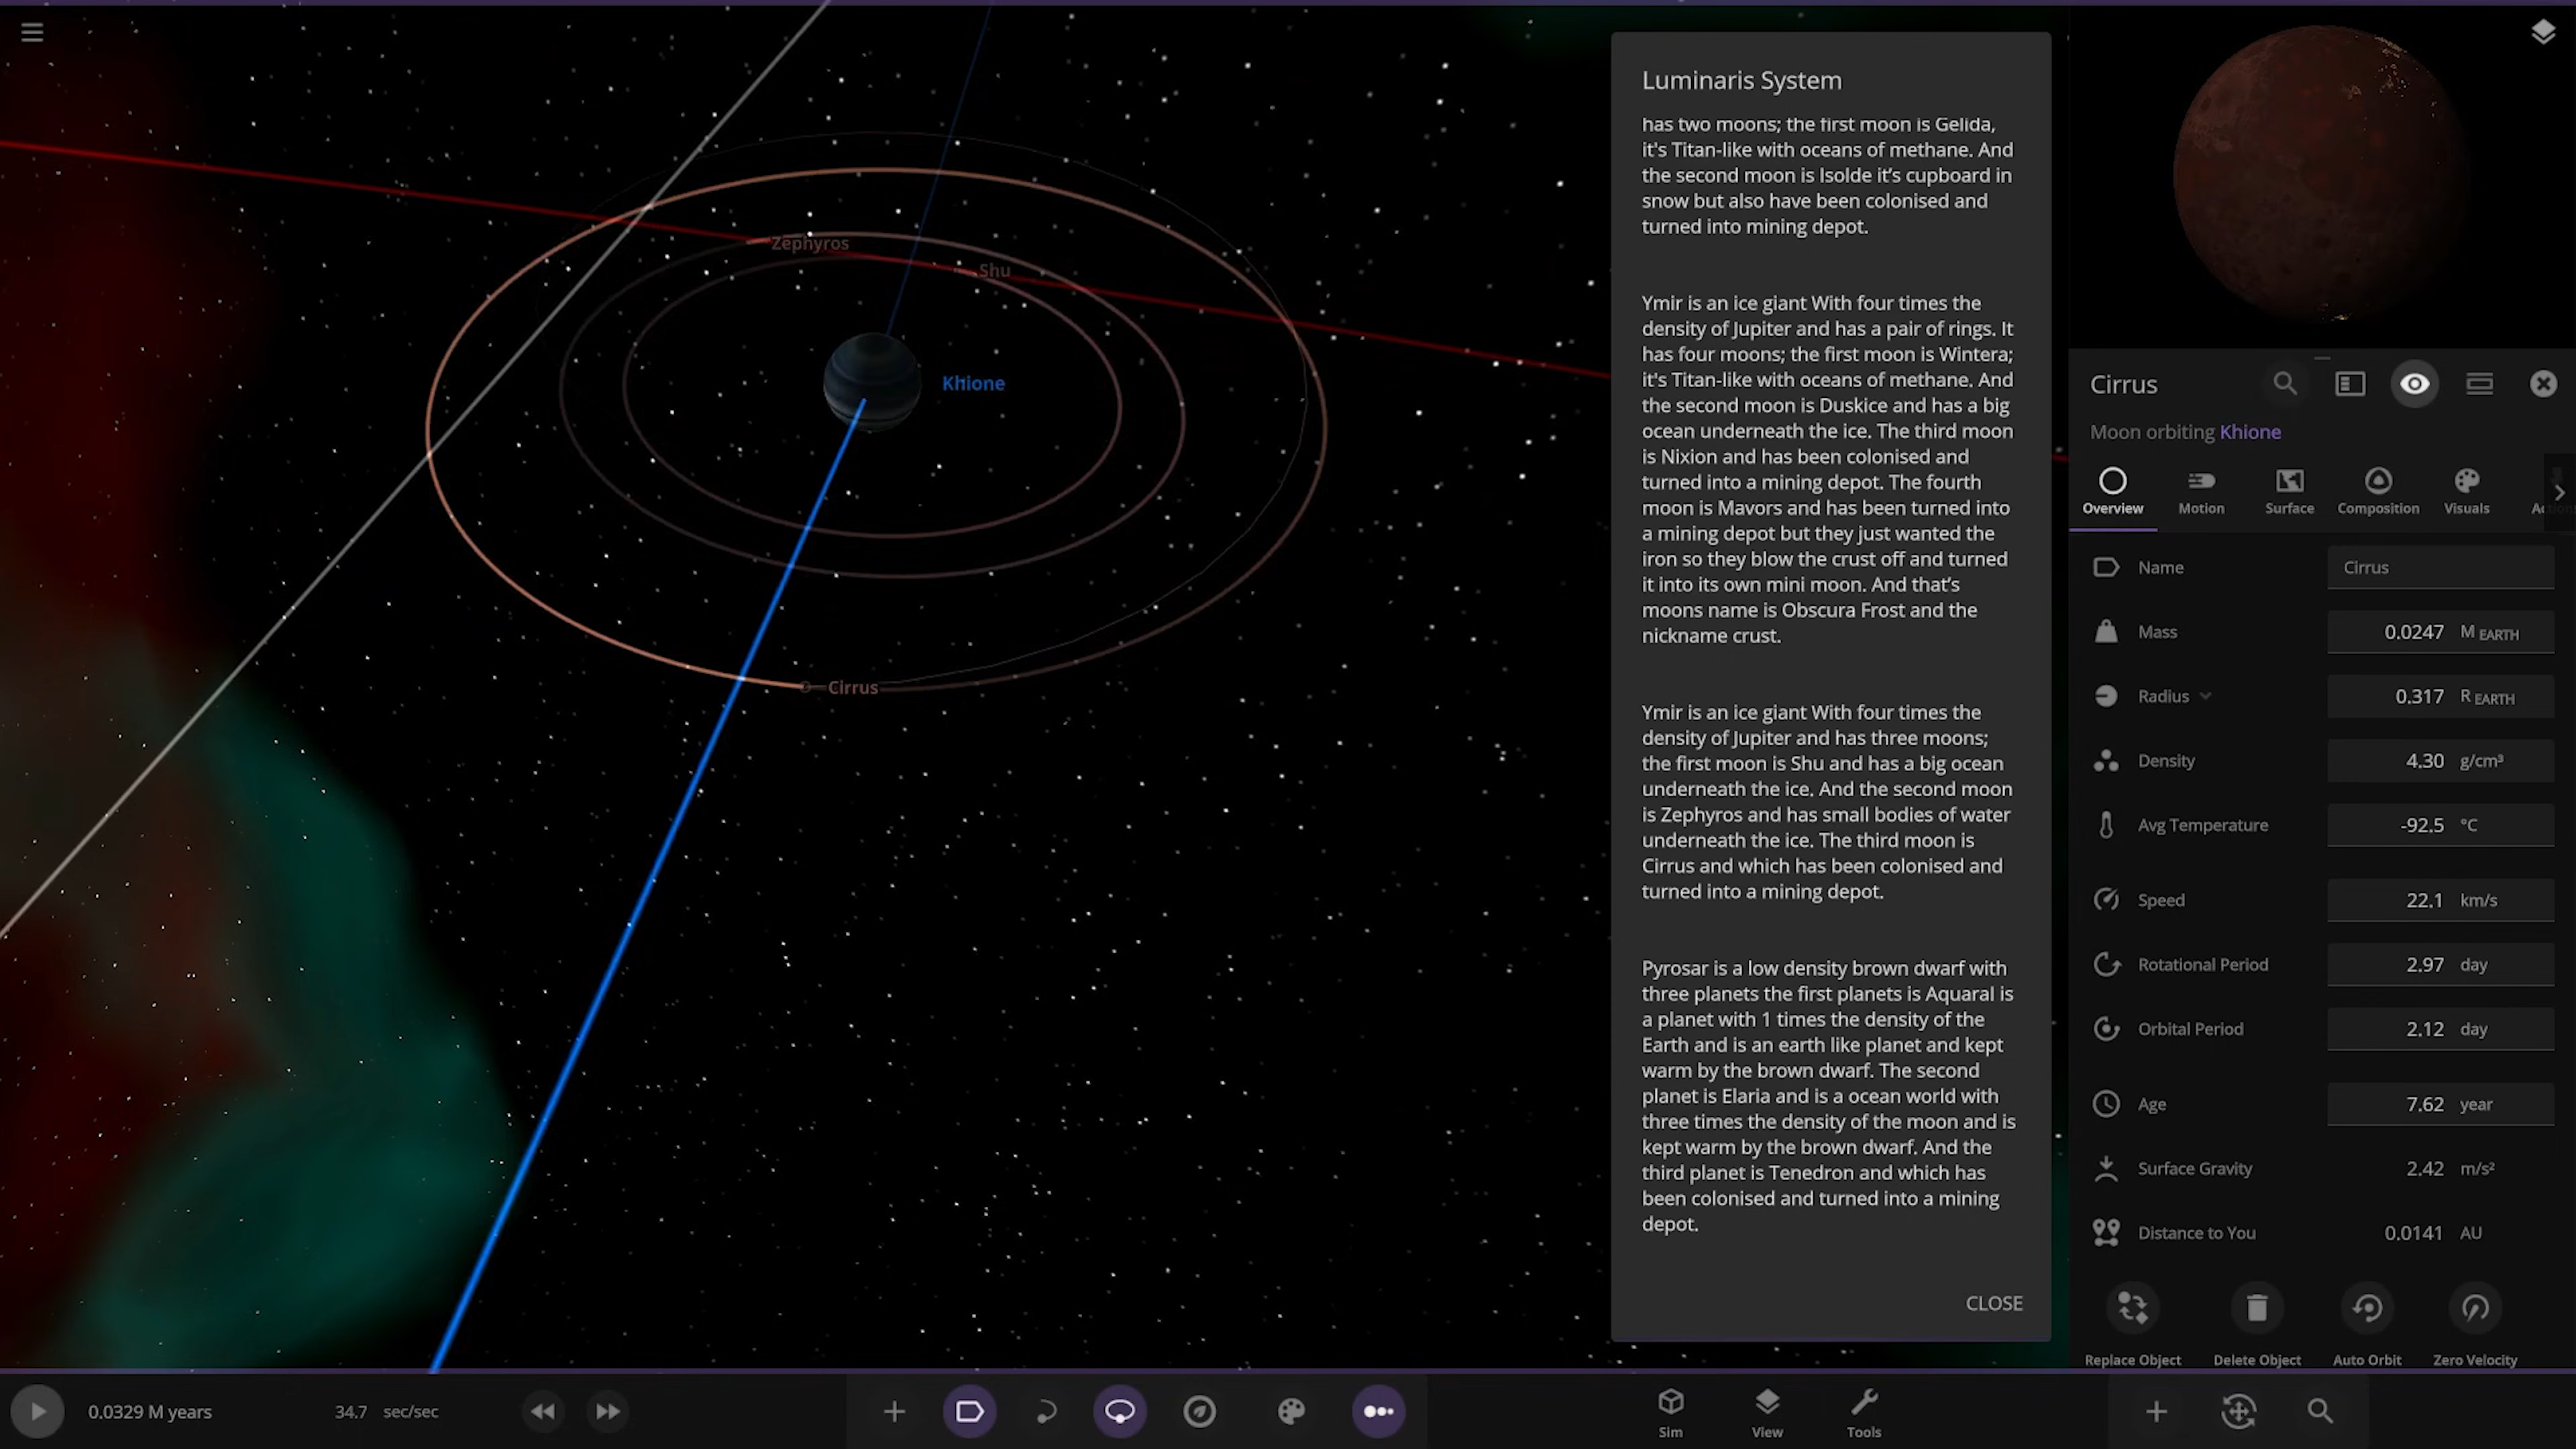 Zephyros
Shu
Khione
Cirrus
Luminaris System
has two moons; the first moon is Gelida,
it's Titan-like with oceans of methane. And
the second moon is Isolde it's cupboard in
snow but also have been colonised and
turned into mining depot.
Ymir is an ice giant With four times the
density of Jupiter and has a pair of rings. It
has four moons; the first moon is Wintera;
it's Titan-like with oceans of methane. And
the second moon is Duskice and has a big
ocean underneath the ice. The third moon
is Nixion and has been colonised and
turned into a mining depot. The fourth
moon is Mavors and has been turned into
a mining depot but they just wanted the
iron so they blow the crust off and turned
it into its own mini moon. And that's
moons name is Obscura Frost and the
nickname crust.
Ymir is an ice giant With four times the
density of Jupiter and has three moons;
the first moon is Shu and has a big ocean
underneath the ice. And the second moon
is Zephyros and has small bodies of water
underneath the ice. The third moon is
Cirrus and which has been colonised and
turned into a mining depot.
Pyrosar is a low density brown dwarf with
three planets the first planets is Aquaral is
a planet with 1 times the density of the
Earth and is an earth like planet and kept
warm by the brown dwarf. The second
planet is Elaria and is a ocean world with
three times the density of the moon and is
kept warm by the brown dwarf. And the
third planet is Tenedron and which has
been colonised and turned into a mining
depot.
CLOSE
Cirrus
Moon orbiting Khione
Overview Motion Surface Composition Visuals
Name Cirrus
Mass 0.0247 M EARTH
Radius 0.317 R EARTH
Density 4.30 g/cm³
Avg Temperature -92.5 °C
Speed 22.1 km/s
Rotational Period 2.97 day
Orbital Period 2.12 day
Age 7.62 year
Surface Gravity 2.42 m/s²
Distance to You 0.0141 AU
Replace Object Delete Object Auto Orbit Zero Velocity
0.0329 M years 34.7 sec/sec
Sim View Tools